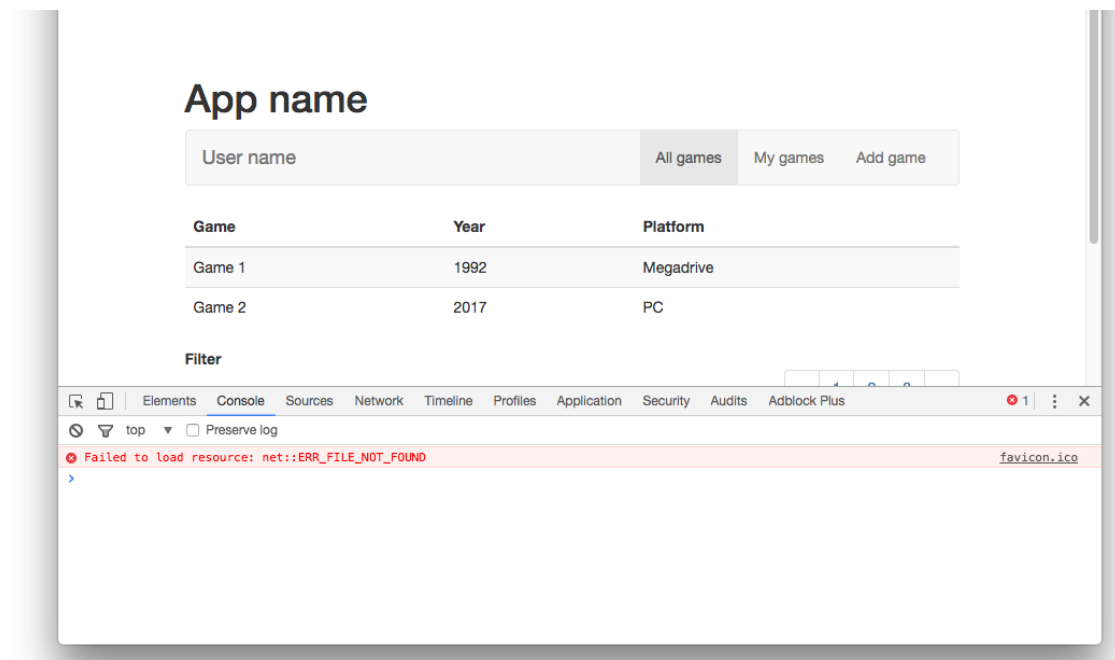 App name
User name All games My games Add game
Game Year Platform
Game 1 1992 Megadrive
Game 2 2017 PC
Filter
Elements Console Sources Network Timeline Profiles Application Security Audits Adblock Plus 1
top Preserve log
Failed to load resource: net::ERR_FILE_NOT_FOUND favicon.ico